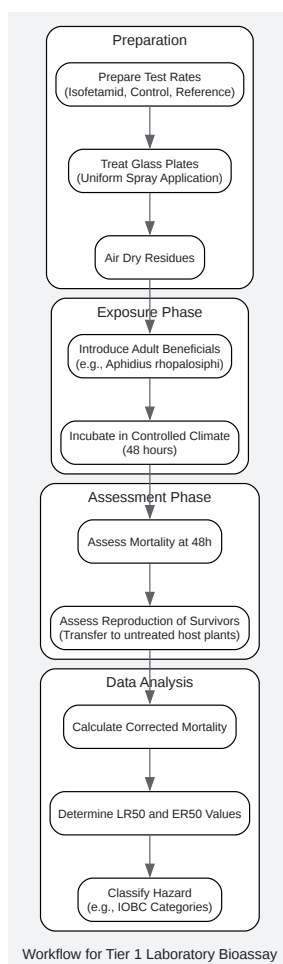 Preparation
Prepare Test Rates
(Isofetamid, Control, Reference)
Treat Glass Plates
(Uniform Spray Application)
Air Dry Residues
Exposure Phase
Introduce Adult Beneficials
(e.g., Aphidius rhopalosiphi)
Incubate in Controlled Climate
(48 hours)
Assessment Phase
Assess Mortality at 48h
Assess Reproduction of Survivors
(Transfer to untreated host plants)
Data Analysis
Calculate Corrected Mortality
Determine LR50 and ER50 Values
Classify Hazard
(e.g., IOBC Categories)
Workflow for Tier 1 Laboratory Bioassay